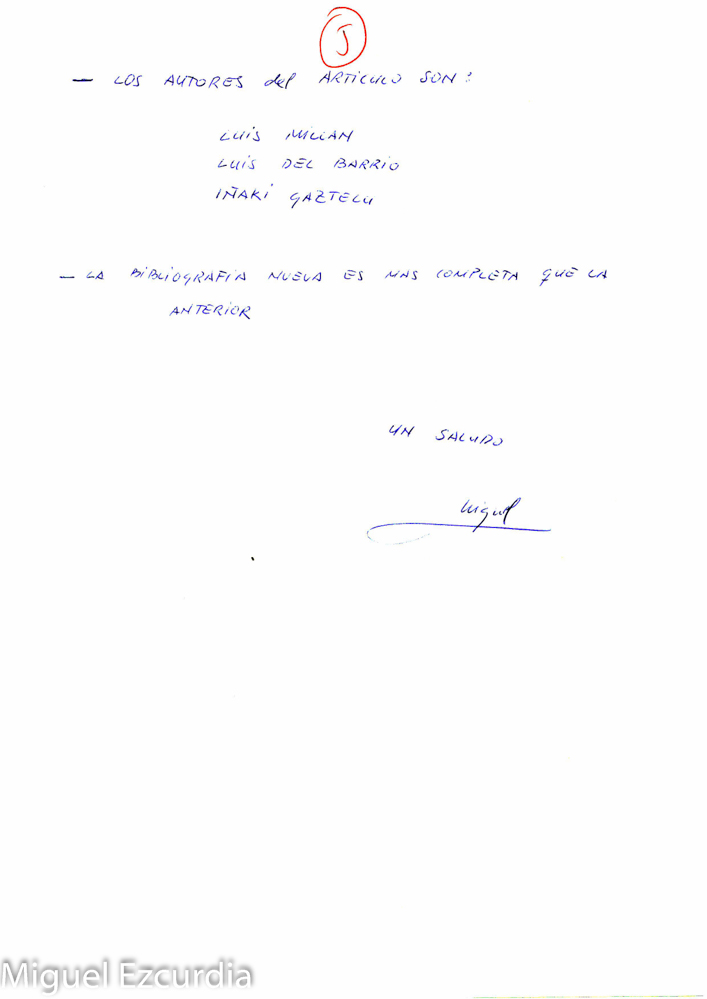 J
- LOS AUTORES del ARTICULO SON:
LUIS MILLAN
LUIS DEL BARRIO
IÑAKI GAZTELU
- LA BIBLIOGRAFIA NUEVA ES MAS COMPLETA QUE LA
ANTERIOR
UN SALUDO
Miguel
Miguel Ezcurdia